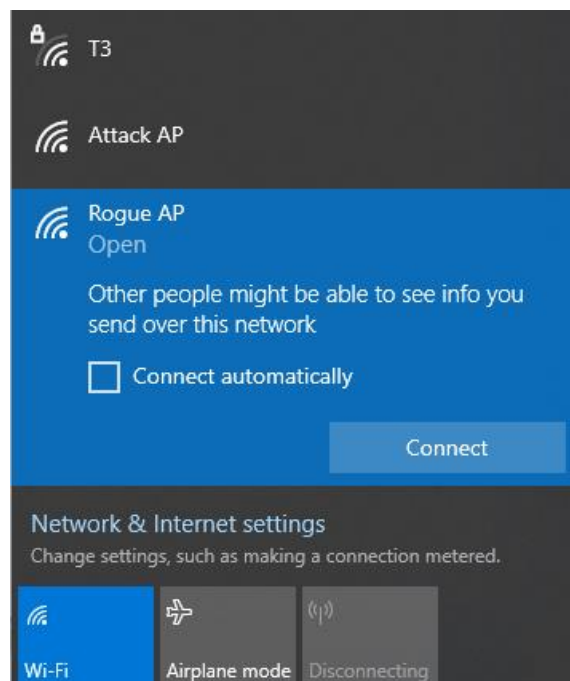 T3
Attack AP
Rogue AP
Open
Other people might be able to see info you
send over this network
Connect automatically
Connect
Network & Internet settings
Change settings, such as making a connection metered.
Wi-Fi
Airplane mode
Disconnecting